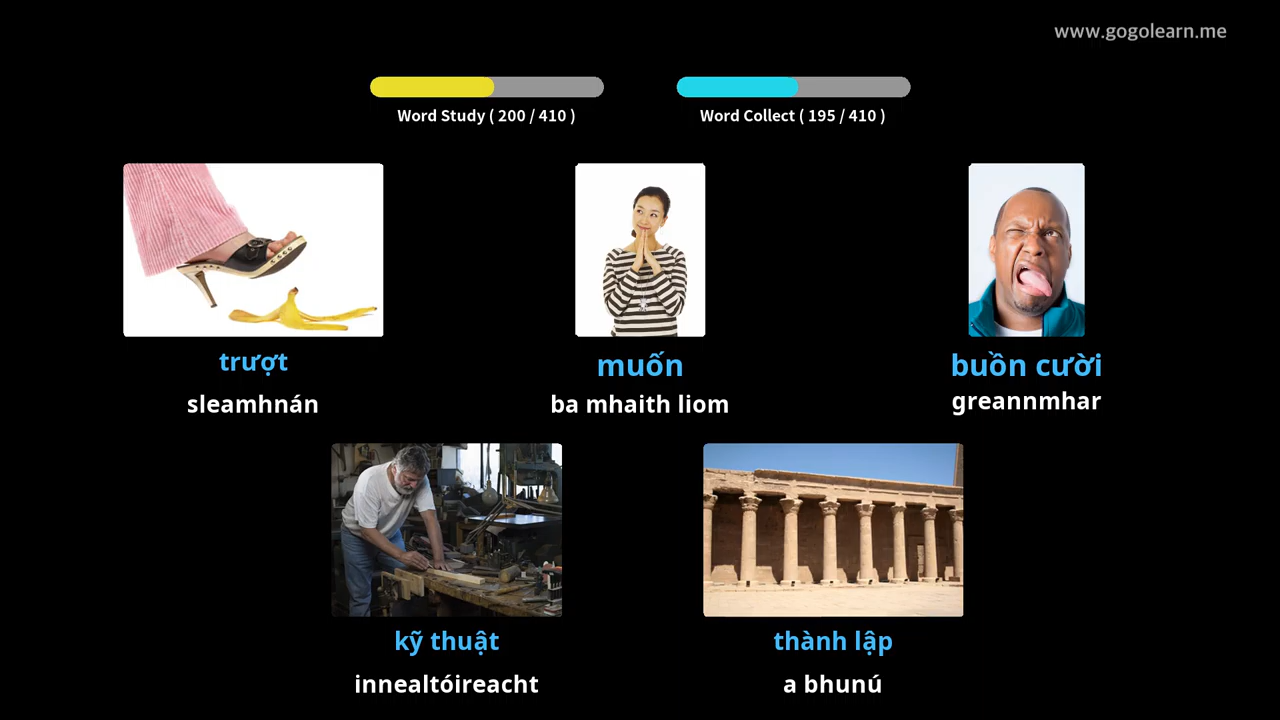 www.gogolearn.me
Word Study ( 200 / 410 )
Word Collect ( 195 / 410 )
trượt
muốn
buồn cười
sleamhnán
ba mhaith liom
greannmhar
kỹ thuật
thành lập
innealtóireacht
a bhunú